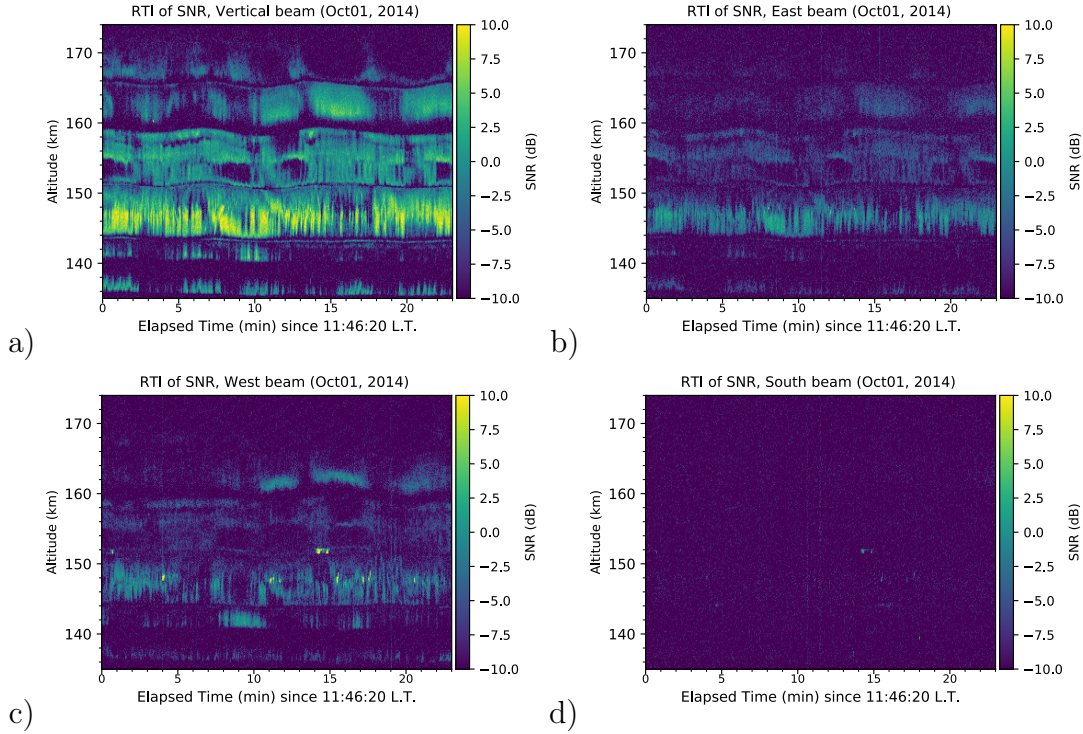 RTI of SNR, Vertical beam (Oct01, 2014)
170
160
150
140
Altitude (km)
0 5 10 15 20
Elapsed Time (min) since 11:46:20 L.T.
10.0
7.5
5.0
2.5
0.0
−2.5
−5.0
−7.5
−10.0
SNR (dB)
a)
RTI of SNR, East beam (Oct01, 2014)
170
160
150
140
Altitude (km)
0 5 10 15 20
Elapsed Time (min) since 11:46:20 L.T.
10.0
7.5
5.0
2.5
0.0
−2.5
−5.0
−7.5
−10.0
SNR (dB)
b)
RTI of SNR, West beam (Oct01, 2014)
170
160
150
140
Altitude (km)
0 5 10 15 20
Elapsed Time (min) since 11:46:20 L.T.
10.0
7.5
5.0
2.5
0.0
−2.5
−5.0
−7.5
−10.0
SNR (dB)
c)
RTI of SNR, South beam (Oct01, 2014)
170
160
150
140
Altitude (km)
0 5 10 15 20
Elapsed Time (min) since 11:46:20 L.T.
10.0
7.5
5.0
2.5
0.0
−2.5
−5.0
−7.5
−10.0
SNR (dB)
d)